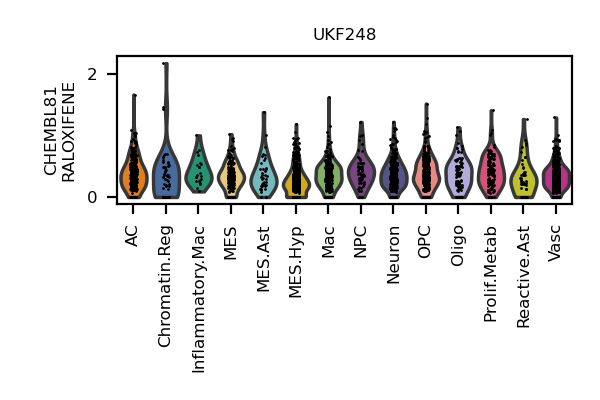 UKF248
CHEMBL81
RALOXIFENE
2
0
AC
Chromatin.Reg
Inflammatory.Mac
MES
MES.Ast
MES.Hyp
Mac
NPC
Neuron
OPC
Oligo
Prolif.Metab
Reactive.Ast
Vasc